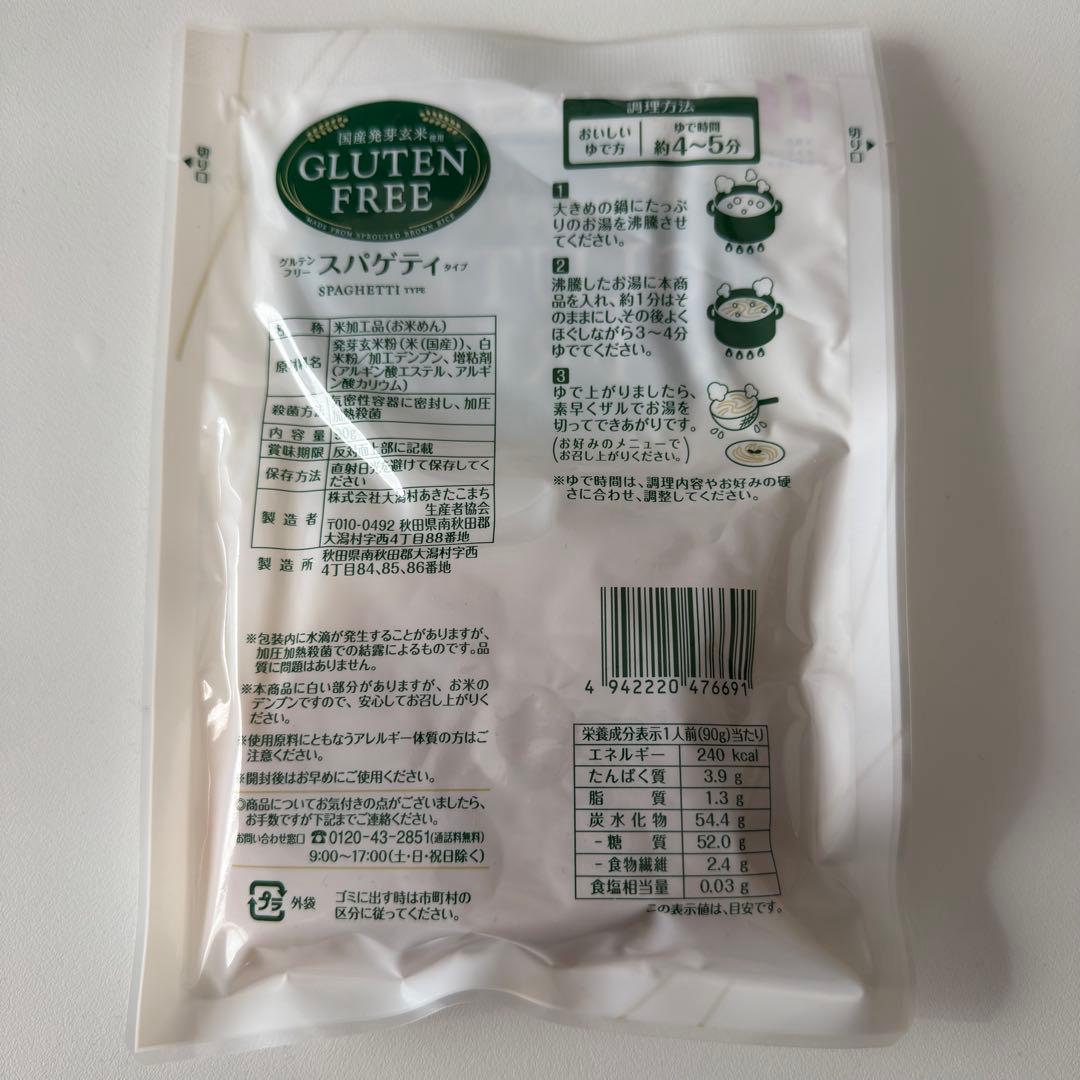 切り口
国産発芽玄米使用
GLUTEN
FREE
MADE FROM SPROUTED BROWN RICE
グルテン
フリー スパゲティ タイプ
SPAGHETTI TYPE
名 称 米加工品(お米めん)
原材料名 発芽玄米粉(米(国産))、白
米粉/加工デンプン、増粘剤
(アルギン酸エステル、アルギ
ン酸カリウム)
殺菌方法 気密性容器に密封し、加圧
加熱殺菌
内容量 90g
賞味期限 反対面上部に記載
保存方法 直射日光を避けて保存してく
ださい
製造者 株式会社大潟村あきたこまち
生産者協会
〒010-0492 秋田県南秋田郡
大潟村字西4丁目88番地
製造所 秋田県南秋田郡大潟村字西
4丁目84、85、86番地
※包装内に水滴が発生することがありますが、
加圧加熱殺菌での結露によるものです。品
質に問題はありません。
※本商品に白い部分がありますが、お米の
デンプンですので、安心してお召し上がりく
ださい。
※使用原料にともなうアレルギー体質の方はご
注意ください。
※開封後はお早めにご使用ください。
◎商品についてお気付きの点がございましたら、
お手数ですが下記までご連絡ください。
お問い合わせ窓口 ☎0120-43-2851(通話料無料)
9:00〜17:00(土・日・祝日除く)
プラ 外袋
ゴミに出す時は市町村の
区分に従ってください。
切り口
調理方法
おいしい
ゆで方
ゆで時間
約4〜5分
1
大きめの鍋にたっぷ
りのお湯を沸騰させ
てください。
2
沸騰したお湯に本商
品を入れ、約1分はそ
のままにし、その後よく
ほぐしながら3〜4分
ゆでてください。
3
ゆで上がりましたら、
素早くザルでお湯を
切ってできあがりです。
(お好みのメニューで
お召し上がりください。)
※ゆで時間は、調理内容やお好みの硬
さに合わせ、調整してください。
4 942220 476691
栄養成分表示1人前(90g)当たり
エネルギー 240 kcal
たんぱく質 3.9 g
脂 質 1.3 g
炭水化物 54.4 g
-糖 質 52.0 g
-食物繊維 2.4 g
食塩相当量 0.03 g
この表示値は、目安です。